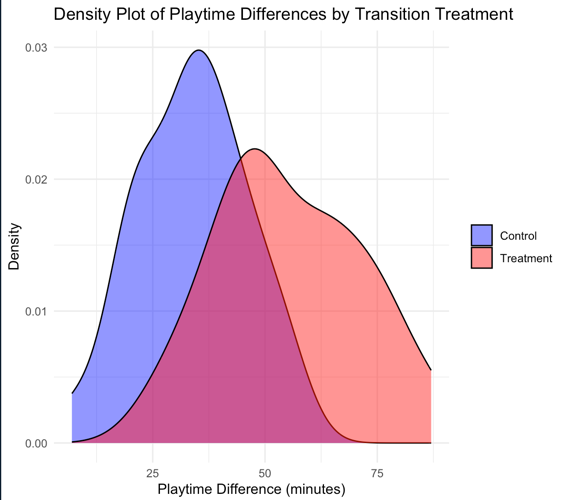 Density Plot of Playtime Differences by Transition Treatment
0.03
0.02
0.01
0.00
Density
25 50 75
Playtime Difference (minutes)
Control
Treatment